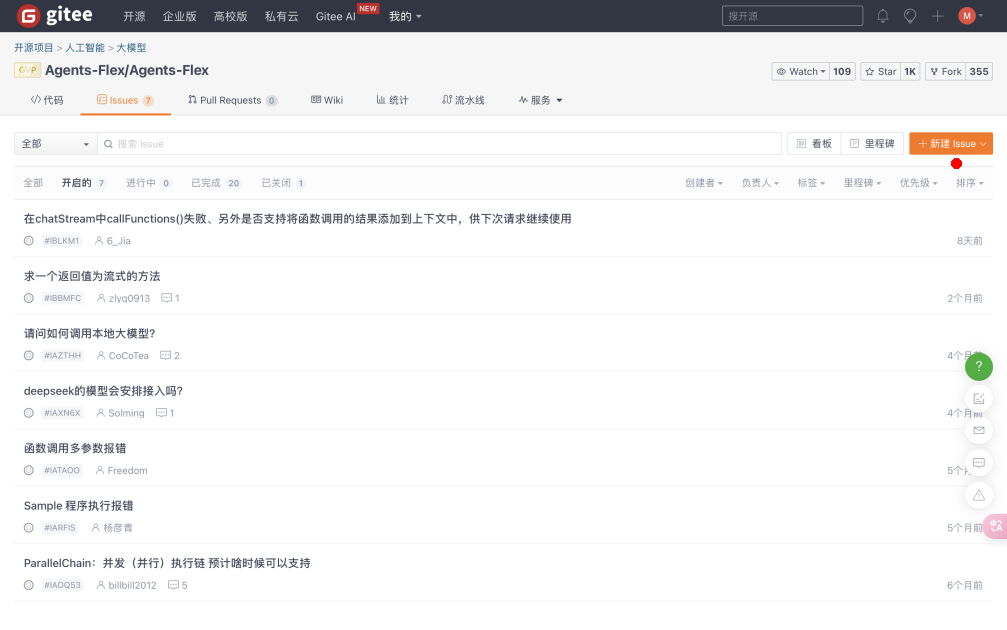 gitee 开源 企业版 高校版 私有云 Gitee AI NEW 我的 搜开源 M
开源项目 > 人工智能 > 大模型
GVP Agents-Flex/Agents-Flex Watch 109 Star 1K Fork 355
代码 Issues 7 Pull Requests 0 Wiki 统计 流水线 服务
全部 搜索 Issue 看板 里程碑 新建 Issue
全部 开启的 7 进行中 0 已完成 20 已关闭 1 创建者 负责人 标签 里程碑 优先级 排序
在chatStream中callFunctions()失败、另外是否支持将函数调用的结果添加到上下文中，供下次请求继续使用
#IBLKM1 6_Jia 8天前
求一个返回值为流式的方法
#IBBMFC zlyq0913 1 2个月前
请问如何调用本地大模型?
#IAZTHH CoCoTea 2 4个月前
?
deepseek的模型会安排接入吗?
#IAXN6X Solming 1 4个月前
函数调用多参数报错
#IATAOO Freedom 5个月
Sample 程序执行报错
#IARFIS 杨彦青 5个月前
ParallelChain：并发（并行）执行链 预计啥时候可以支持
#IAOQ53 billbill2012 5 6个月前